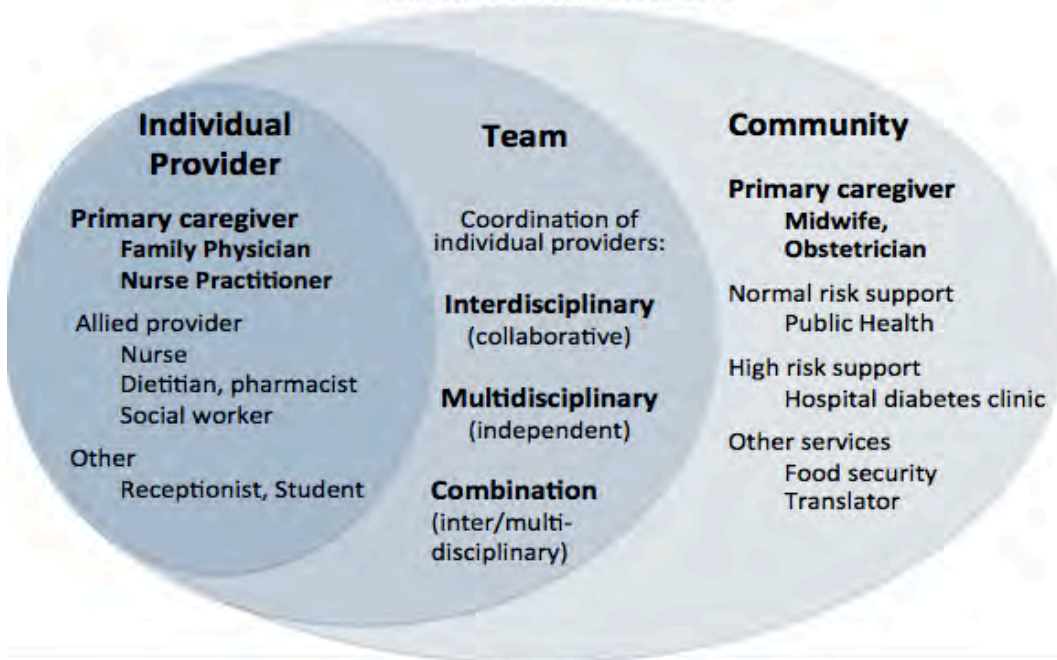 Individual
Provider
Primary caregiver
Family Physician
Nurse Practitioner
Allied provider
Nurse
Dietitian, pharmacist
Social worker
Other
Receptionist, Student
Team
Coordination of
individual providers:
Interdisciplinary
(collaborative)
Multidisciplinary
(independent)
Combination
(inter/multi-
disciplinary)
Community
Primary caregiver
Midwife,
Obstetrician
Normal risk support
Public Health
High risk support
Hospital diabetes clinic
Other services
Food security
Translator